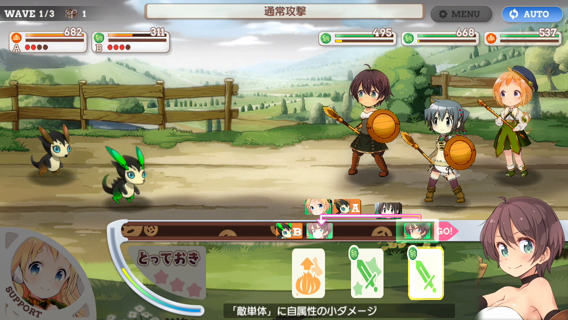 WAVE 1/3 1
通常攻撃
MENU
AUTO
682
311
A
B
495
668
537
A
B
GO!
SUPPORT
とっておき
「敵単体」に自属性の小ダメージ